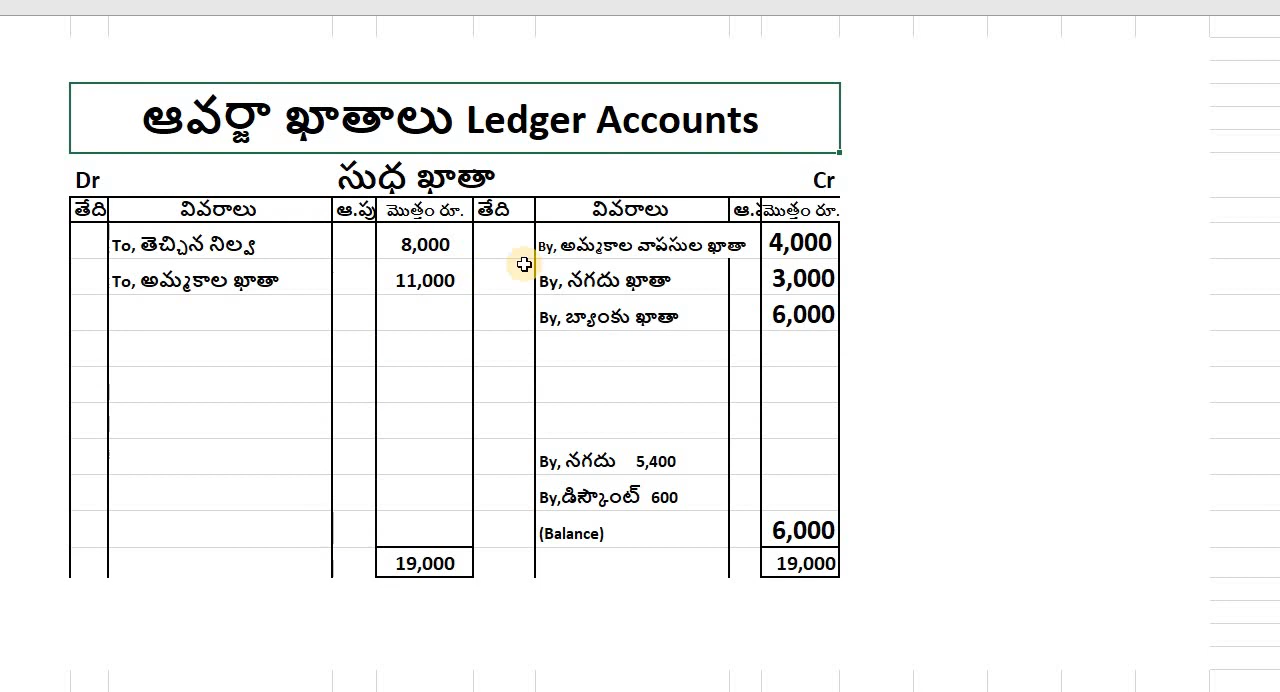 ఆవర్జా ఖాతాలు Ledger Accounts
Dr సుధ ఖాతా Cr
తేది వివరాలు ఆ.పు మొత్తం రూ. తేది వివరాలు మొత్తం రూ.
To, తెచ్చిన నిల్వ 8,000 By, అమ్మకాల వాపసుల ఖాతా 4,000
To, అమ్మకాల ఖాతా 11,000 By, నగదు ఖాతా 3,000
By, బ్యాంకు ఖాతా 6,000
By, నగదు 5,400
By,డిస్కౌంట్ 600
(Balance) 6,000
19,000 19,000